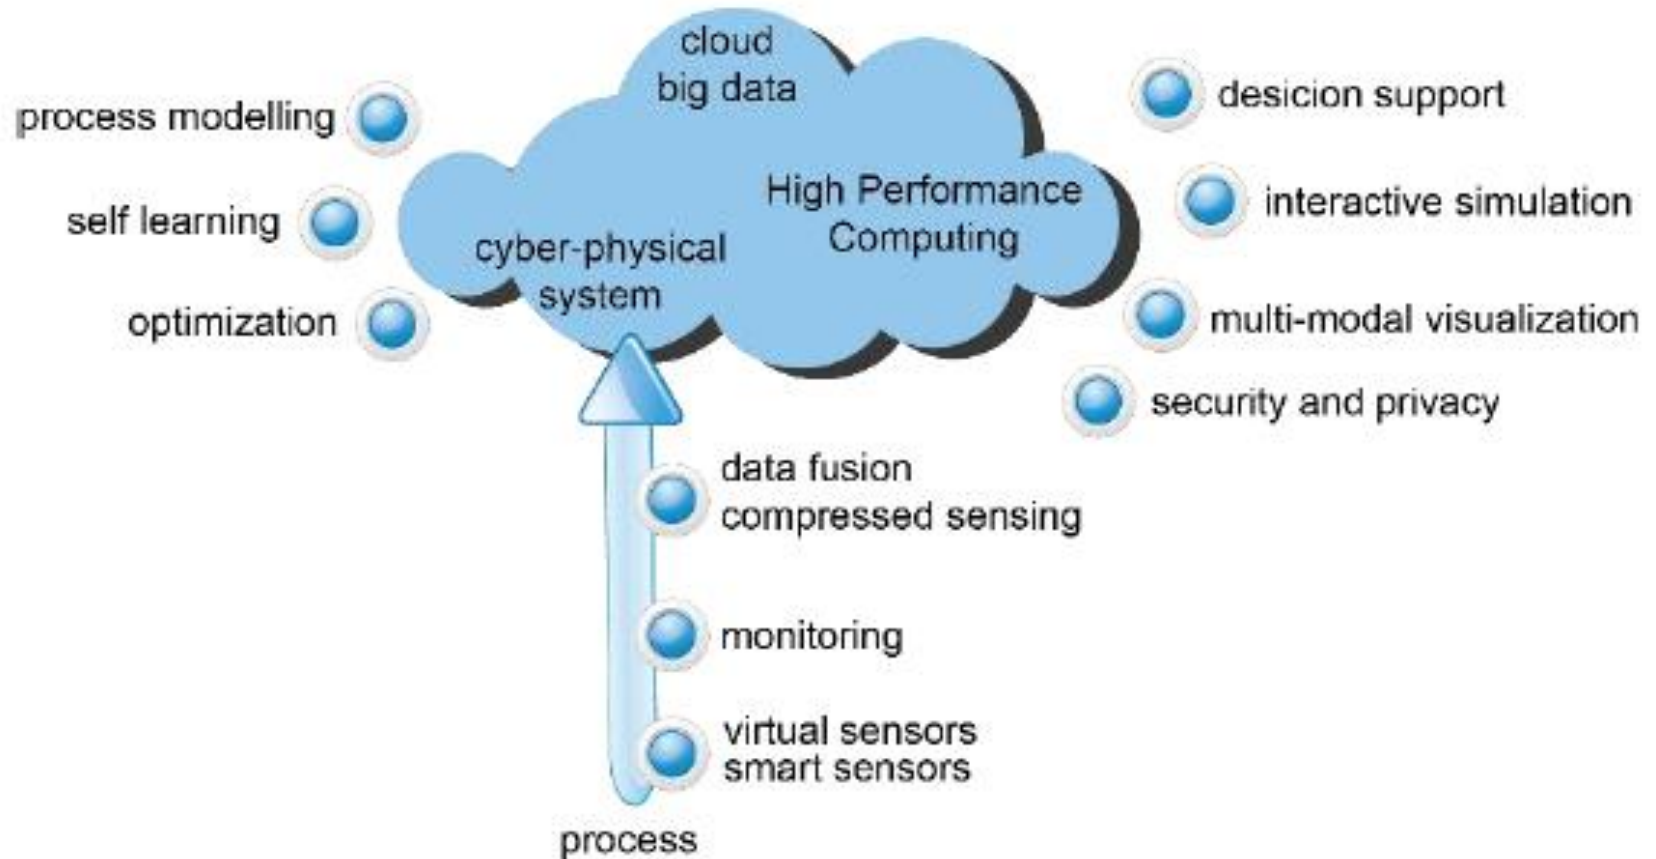 cloud
big data
process modelling
self learning
optimization
cyber-physical
system
High Performance
Computing
desicion support
interactive simulation
multi-modal visualization
security and privacy
data fusion
compressed sensing
monitoring
virtual sensors
smart sensors
process